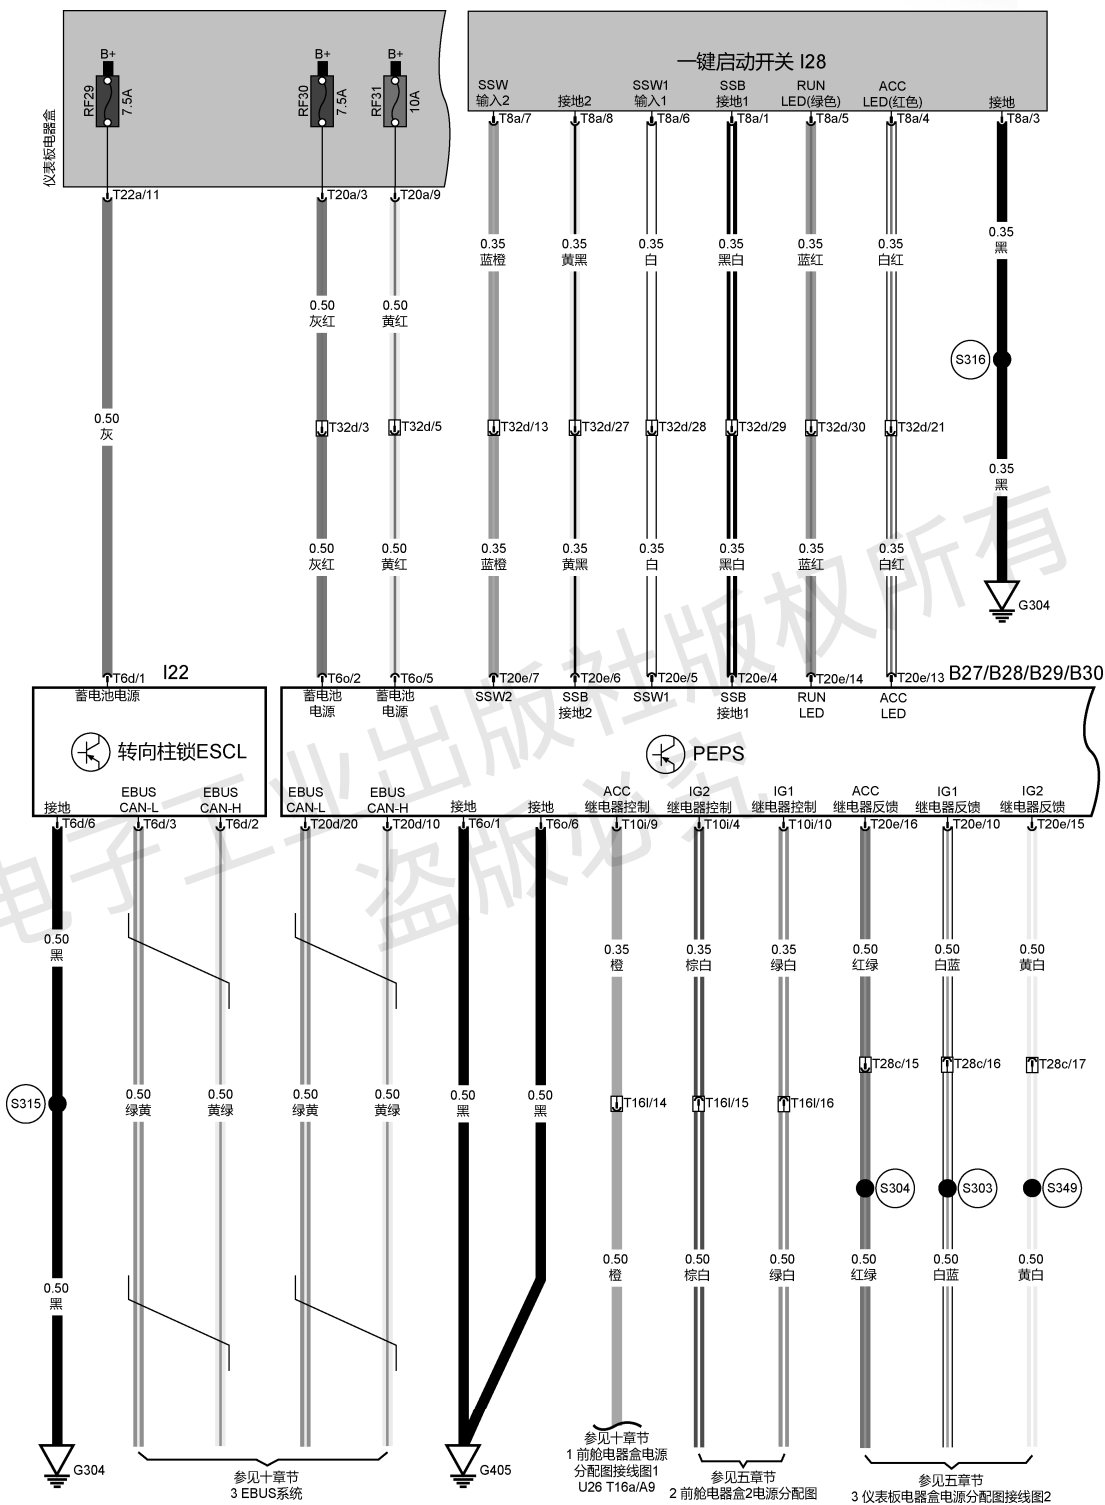 B+
B+
B+
RF29
7.5A
RF30
7.5A
RF31
10A
仪表板电器盒
一键启动开关 I28
SSW
输入2
接地2
SSW1
输入1
SSB
接地1
RUN
LED(绿色)
ACC
LED(红色)
接地
T8a/7
T8a/8
T8a/6
T8a/1
T8a/5
T8a/4
T8a/3
T22a/11
T20a/3
T20a/9
0.35
黑
0.35
蓝橙
0.35
黄黑
0.35
白
0.35
黑白
0.35
蓝红
0.35
白红
0.50
灰红
0.50
黄红
S316
0.50
灰
T32d/3
T32d/5
T32d/13
T32d/27
T32d/28
T32d/29
T32d/30
T32d/21
0.35
黑
0.50
灰红
0.50
黄红
0.35
蓝橙
0.35
黄黑
0.35
白
0.35
黑白
0.35
蓝红
0.35
白红
G304
T6d/1
I22
T6o/2
T6o/5
T20e/7
T20e/6
T20e/5
T20e/4
T20e/14
T20e/13
B27/B28/B29/B30
蓄电池电源
蓄电池
电源
蓄电池
电源
SSW2
SSB
接地2
SSW1
SSB
接地1
RUN
LED
ACC
LED
转向柱锁ESCL
PEPS
接地
EBUS
CAN-L
EBUS
CAN-H
EBUS
CAN-L
EBUS
CAN-H
接地
接地
ACC
继电器控制
IG2
继电器控制
IG1
继电器控制
ACC
继电器反馈
IG1
继电器反馈
IG2
继电器反馈
T6d/6
T6d/3
T6d/2
T20d/20
T20d/10
T6o/1
T6o/6
T10i/9
T10i/4
T10i/10
T20e/16
T20e/10
T20e/15
0.50
黑
0.35
橙
0.35
棕白
0.35
绿白
0.50
红绿
0.50
白蓝
0.50
黄白
T28c/15
T28c/16
T28c/17
S315
0.50
绿黄
0.50
黄绿
0.50
绿黄
0.50
黄绿
0.50
黑
0.50
黑
T16l/14
T16l/15
T16l/16
S304
S303
S349
0.50
黑
0.50
橙
0.50
棕白
0.50
绿白
0.50
红绿
0.50
白蓝
0.50
黄白
G304
参见十章节
3 EBUS系统
G405
参见十章节
1 前舱电器盒电源
分配图接线图1
U26 T16a/A9
参见五章节
2 前舱电器盒2电源分配图
参见五章节
3 仪表板电器盒电源分配图接线图2
电子工业出版社版权所有
盗版必究